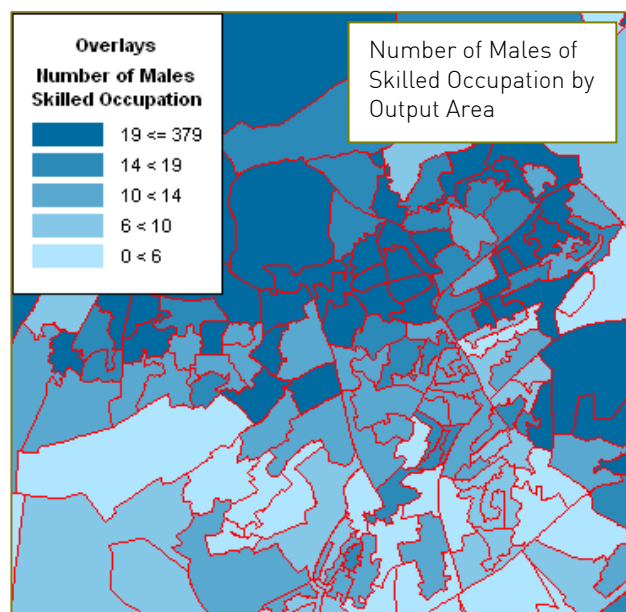 Overlays
Number of Males
Skilled Occupation
19 <= 379
14 < 19
10 < 14
6 < 10
0 < 6
Number of Males of
Skilled Occupation by
Output Area